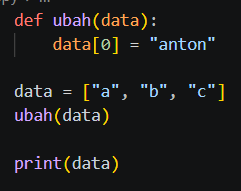 def ubah(data):
    data[0] = "anton"
data = ["a", "b", "c"]
ubah(data)
print(data)